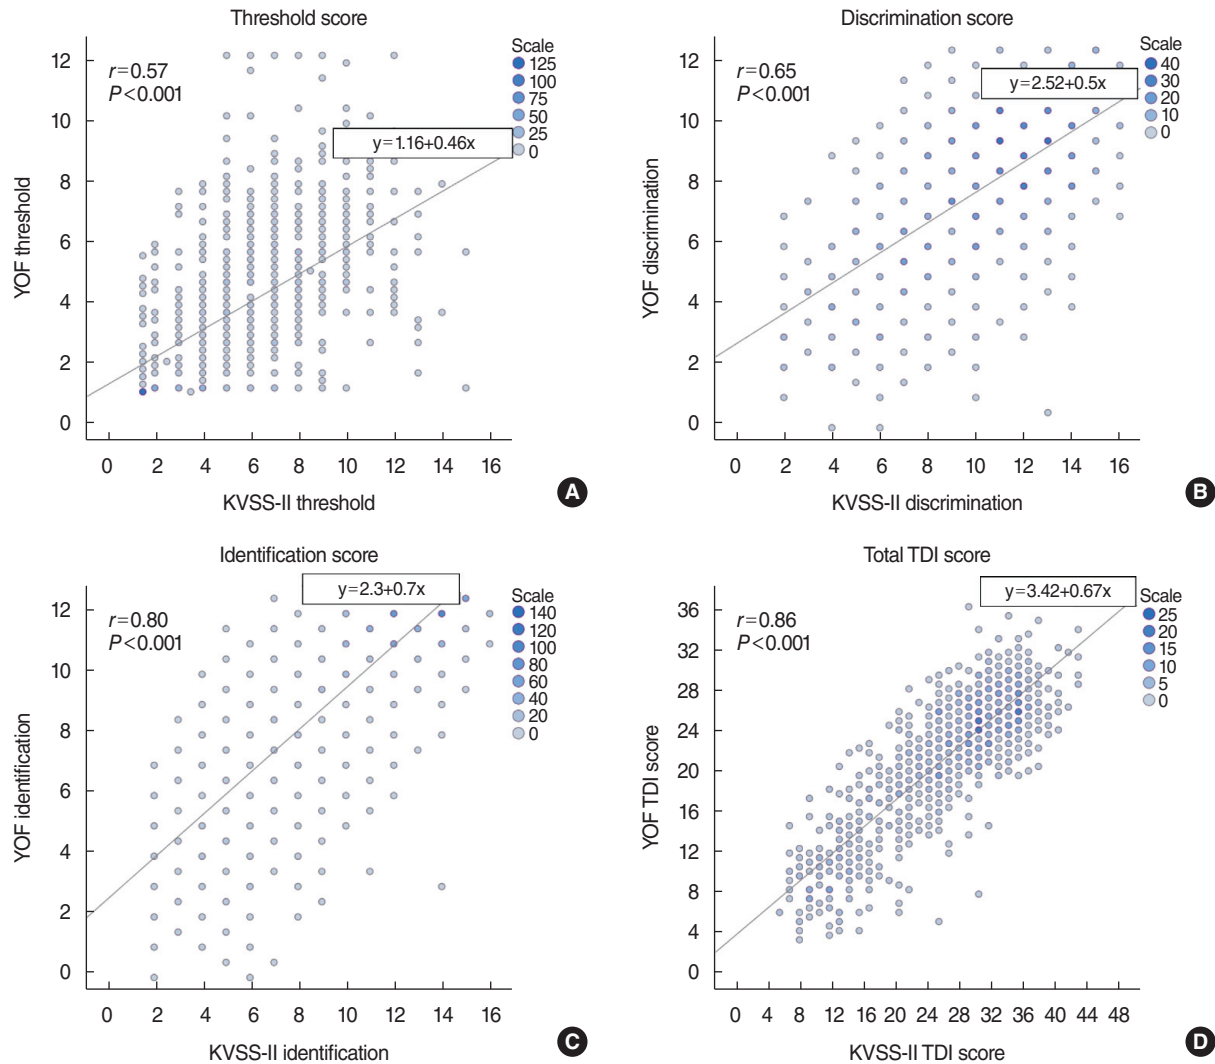 Threshold score
r=0.57
P<0.001
y=1.16+0.46x
Scale
125
100
75
50
25
0
YOF threshold
12
10
8
6
4
2
0
0 2 4 6 8 10 12 14 16
KVSS-II threshold
A
Discrimination score
r=0.65
P<0.001
y=2.52+0.5x
Scale
40
30
20
10
0
YOF discrimination
12
10
8
6
4
2
0
0 2 4 6 8 10 12 14 16
KVSS-II discrimination
B
Identification score
r=0.80
P<0.001
y=2.3+0.7x
Scale
140
120
100
80
60
40
20
0
YOF identification
12
10
8
6
4
2
0
0 2 4 6 8 10 12 14 16
KVSS-II identification
C
Total TDI score
r=0.86
P<0.001
y=3.42+0.67x
Scale
25
20
15
10
5
0
YOF TDI score
36
32
28
24
20
16
12
8
4
0
0 4 8 12 16 20 24 28 32 36 40 44 48
KVSS-II TDI score
D